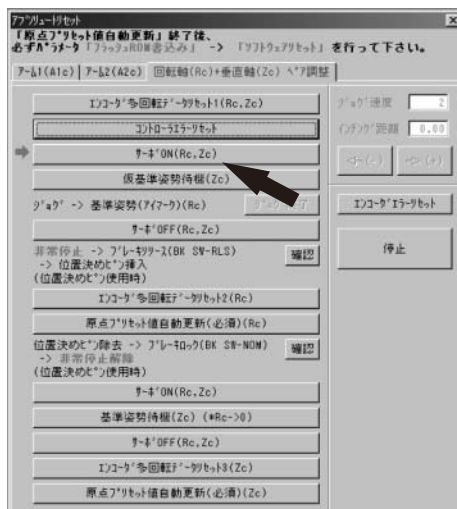 アブソリュートリセット
「原点プリセット値自動更新」終了後、
必ずパラメータ「フラッシュROM書込み」 -> 「ソフトウェアリセット」を行って下さい。
アーム1(A1c) アーム2(A2c) 回転軸(Rc)+垂直軸(Zc) ペア調整
エンコーダ多回転データリセット1(Rc,Zc)
コントローラエラーリセット
サーボON(Rc,Zc)
仮基準姿勢待機(Zc)
ジョグ -> 基準姿勢(アイマーク)(Rc)
サーボOFF(Rc,Zc)
非常停止 -> ブレーキリリース(BK SW-RLS)
-> 位置決めピン挿入
(位置決めピン使用時)
確認
エンコーダ多回転データリセット2(Rc)
原点プリセット値自動更新(必須)(Rc)
位置決めピン除去 -> ブレーキロック(BK SW-NOM)
-> 非常停止解除
(位置決めピン使用時)
確認
サーボON(Rc,Zc)
基準姿勢待機(Zc) (*Rc->0)
サーボOFF(Rc,Zc)
エンコーダ多回転データリセット3(Zc)
原点プリセット値自動更新(必須)(Zc)
ジョグ速度 2
インチング距離 0.00
<-(-) ->(+)
エンコーダエラーリセット
停止